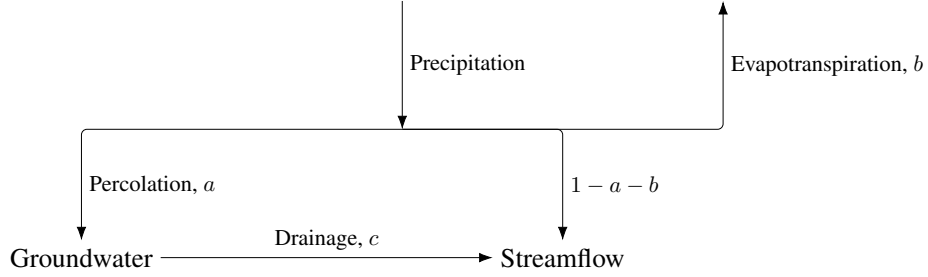 Precipitation
Evapotranspiration, b
Percolation, a
1 − a − b
Drainage, c
Groundwater
Streamflow